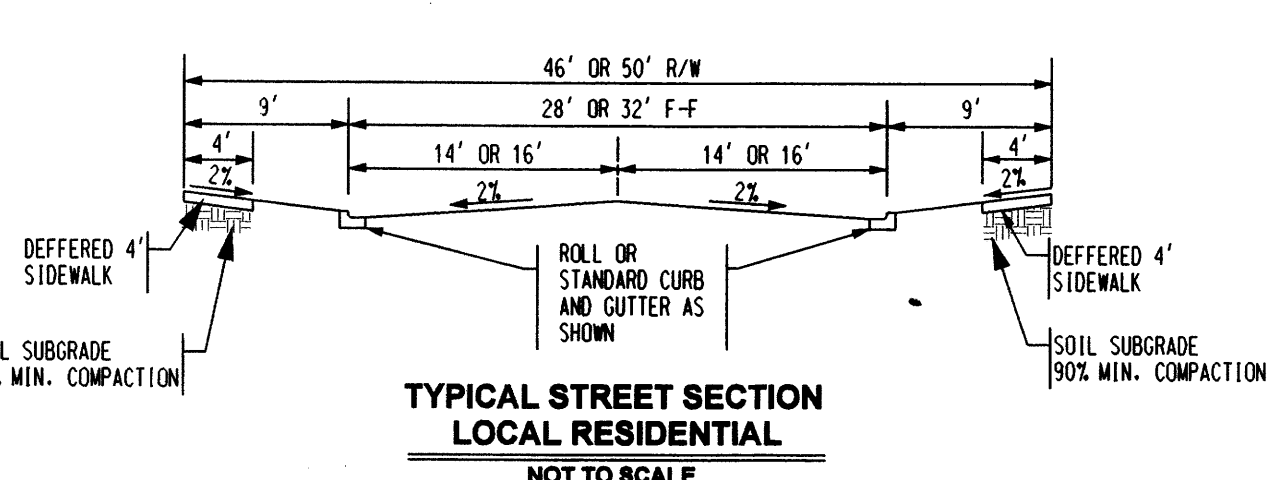 46' OR 50' R/W
9'
28' OR 32' F-F
9'
4'
14' OR 16'
14' OR 16'
4'
2%
2%
2%
2%
DEFFERED 4'
SIDEWALK
ROLL OR
STANDARD CURB
AND GUTTER AS
SHOWN
DEFFERED 4'
SIDEWALK
SUBGRADE
MIN. COMPACTION
SOIL SUBGRADE
90% MIN. COMPACTION
TYPICAL STREET SECTION
LOCAL RESIDENTIAL
NOT TO SCALE